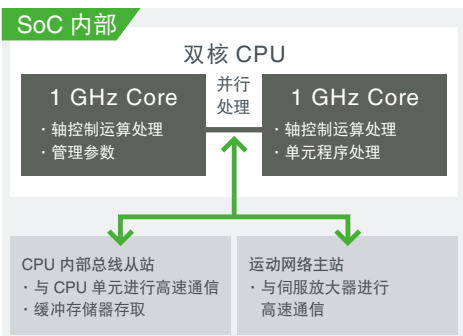 SoC 内部
双核 CPU
1 GHz Core
·轴控制运算处理
·管理参数
并行
处理
1 GHz Core
·轴控制运算处理
·单元程序处理
CPU 内部总线从站
·与 CPU 单元进行高速通信
·缓冲存储器存取
运动网络主站
·与伺服放大器进行
高速通信